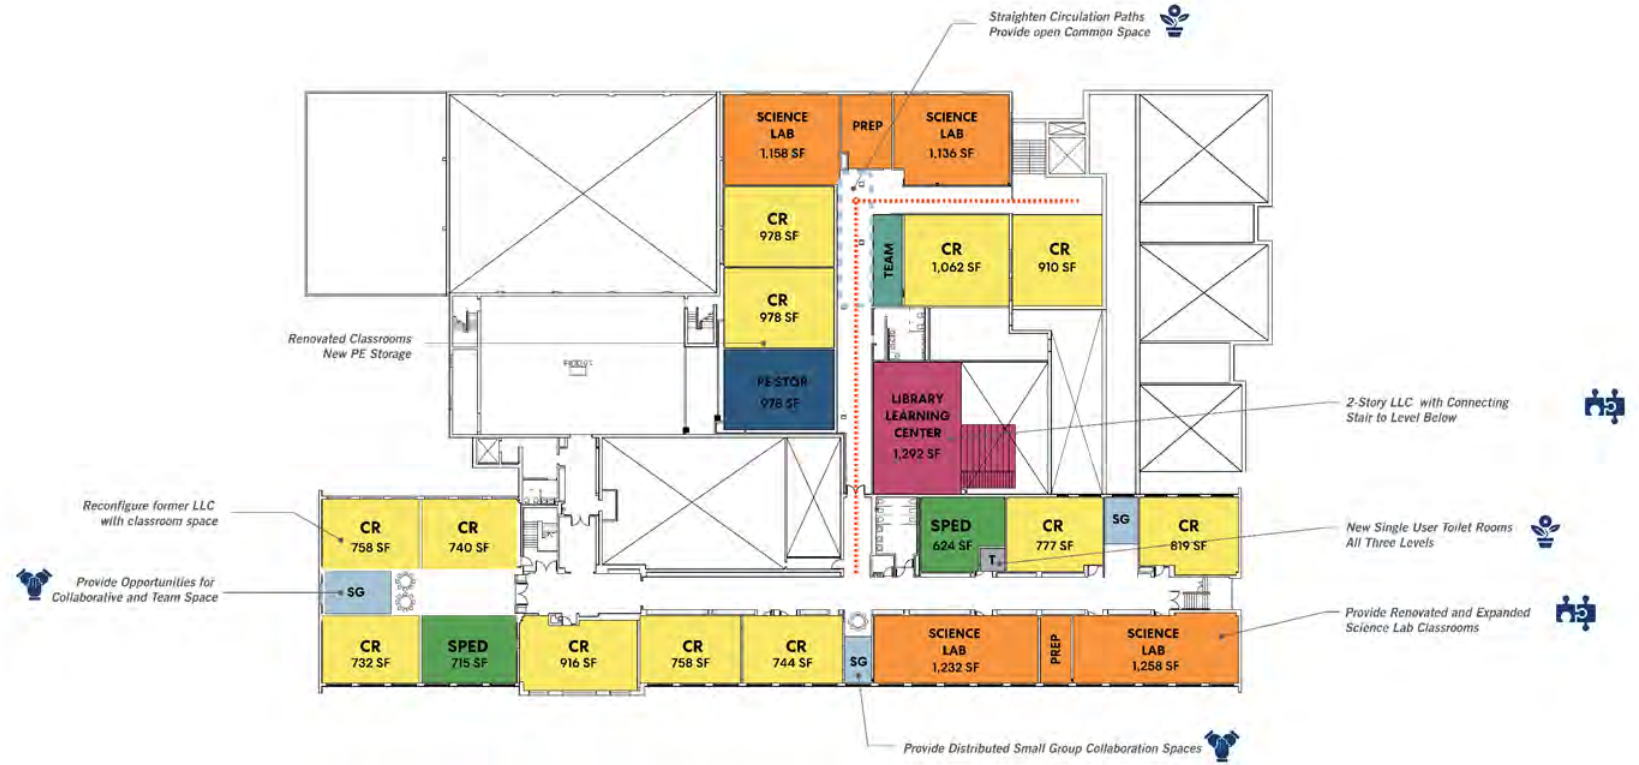 Straighten Circulation Paths
Provide open Common Space
SCIENCE
LAB
1,158 SF
PREP
SCIENCE
LAB
1,136 SF
CR
978 SF
TEAM
CR
1,062 SF
CR
910 SF
CR
978 SF
Renovated Classrooms
New PE Storage
PE STOR
978 SF
LIBRARY
LEARNING
CENTER
1,292 SF
2-Story LLC with Connecting
Stair to Level Below
Reconfigure former LLC
with classroom space
CR
758 SF
CR
740 SF
SPED
624 SF
T
CR
777 SF
SG
CR
819 SF
New Single User Toilet Rooms
All Three Levels
Provide Opportunities for
Collaborative and Team Space
SG
CR
732 SF
SPED
715 SF
CR
916 SF
CR
758 SF
CR
744 SF
SG
SCIENCE
LAB
1,232 SF
PREP
SCIENCE
LAB
1,258 SF
Provide Renovated and Expanded
Science Lab Classrooms
Provide Distributed Small Group Collaboration Spaces